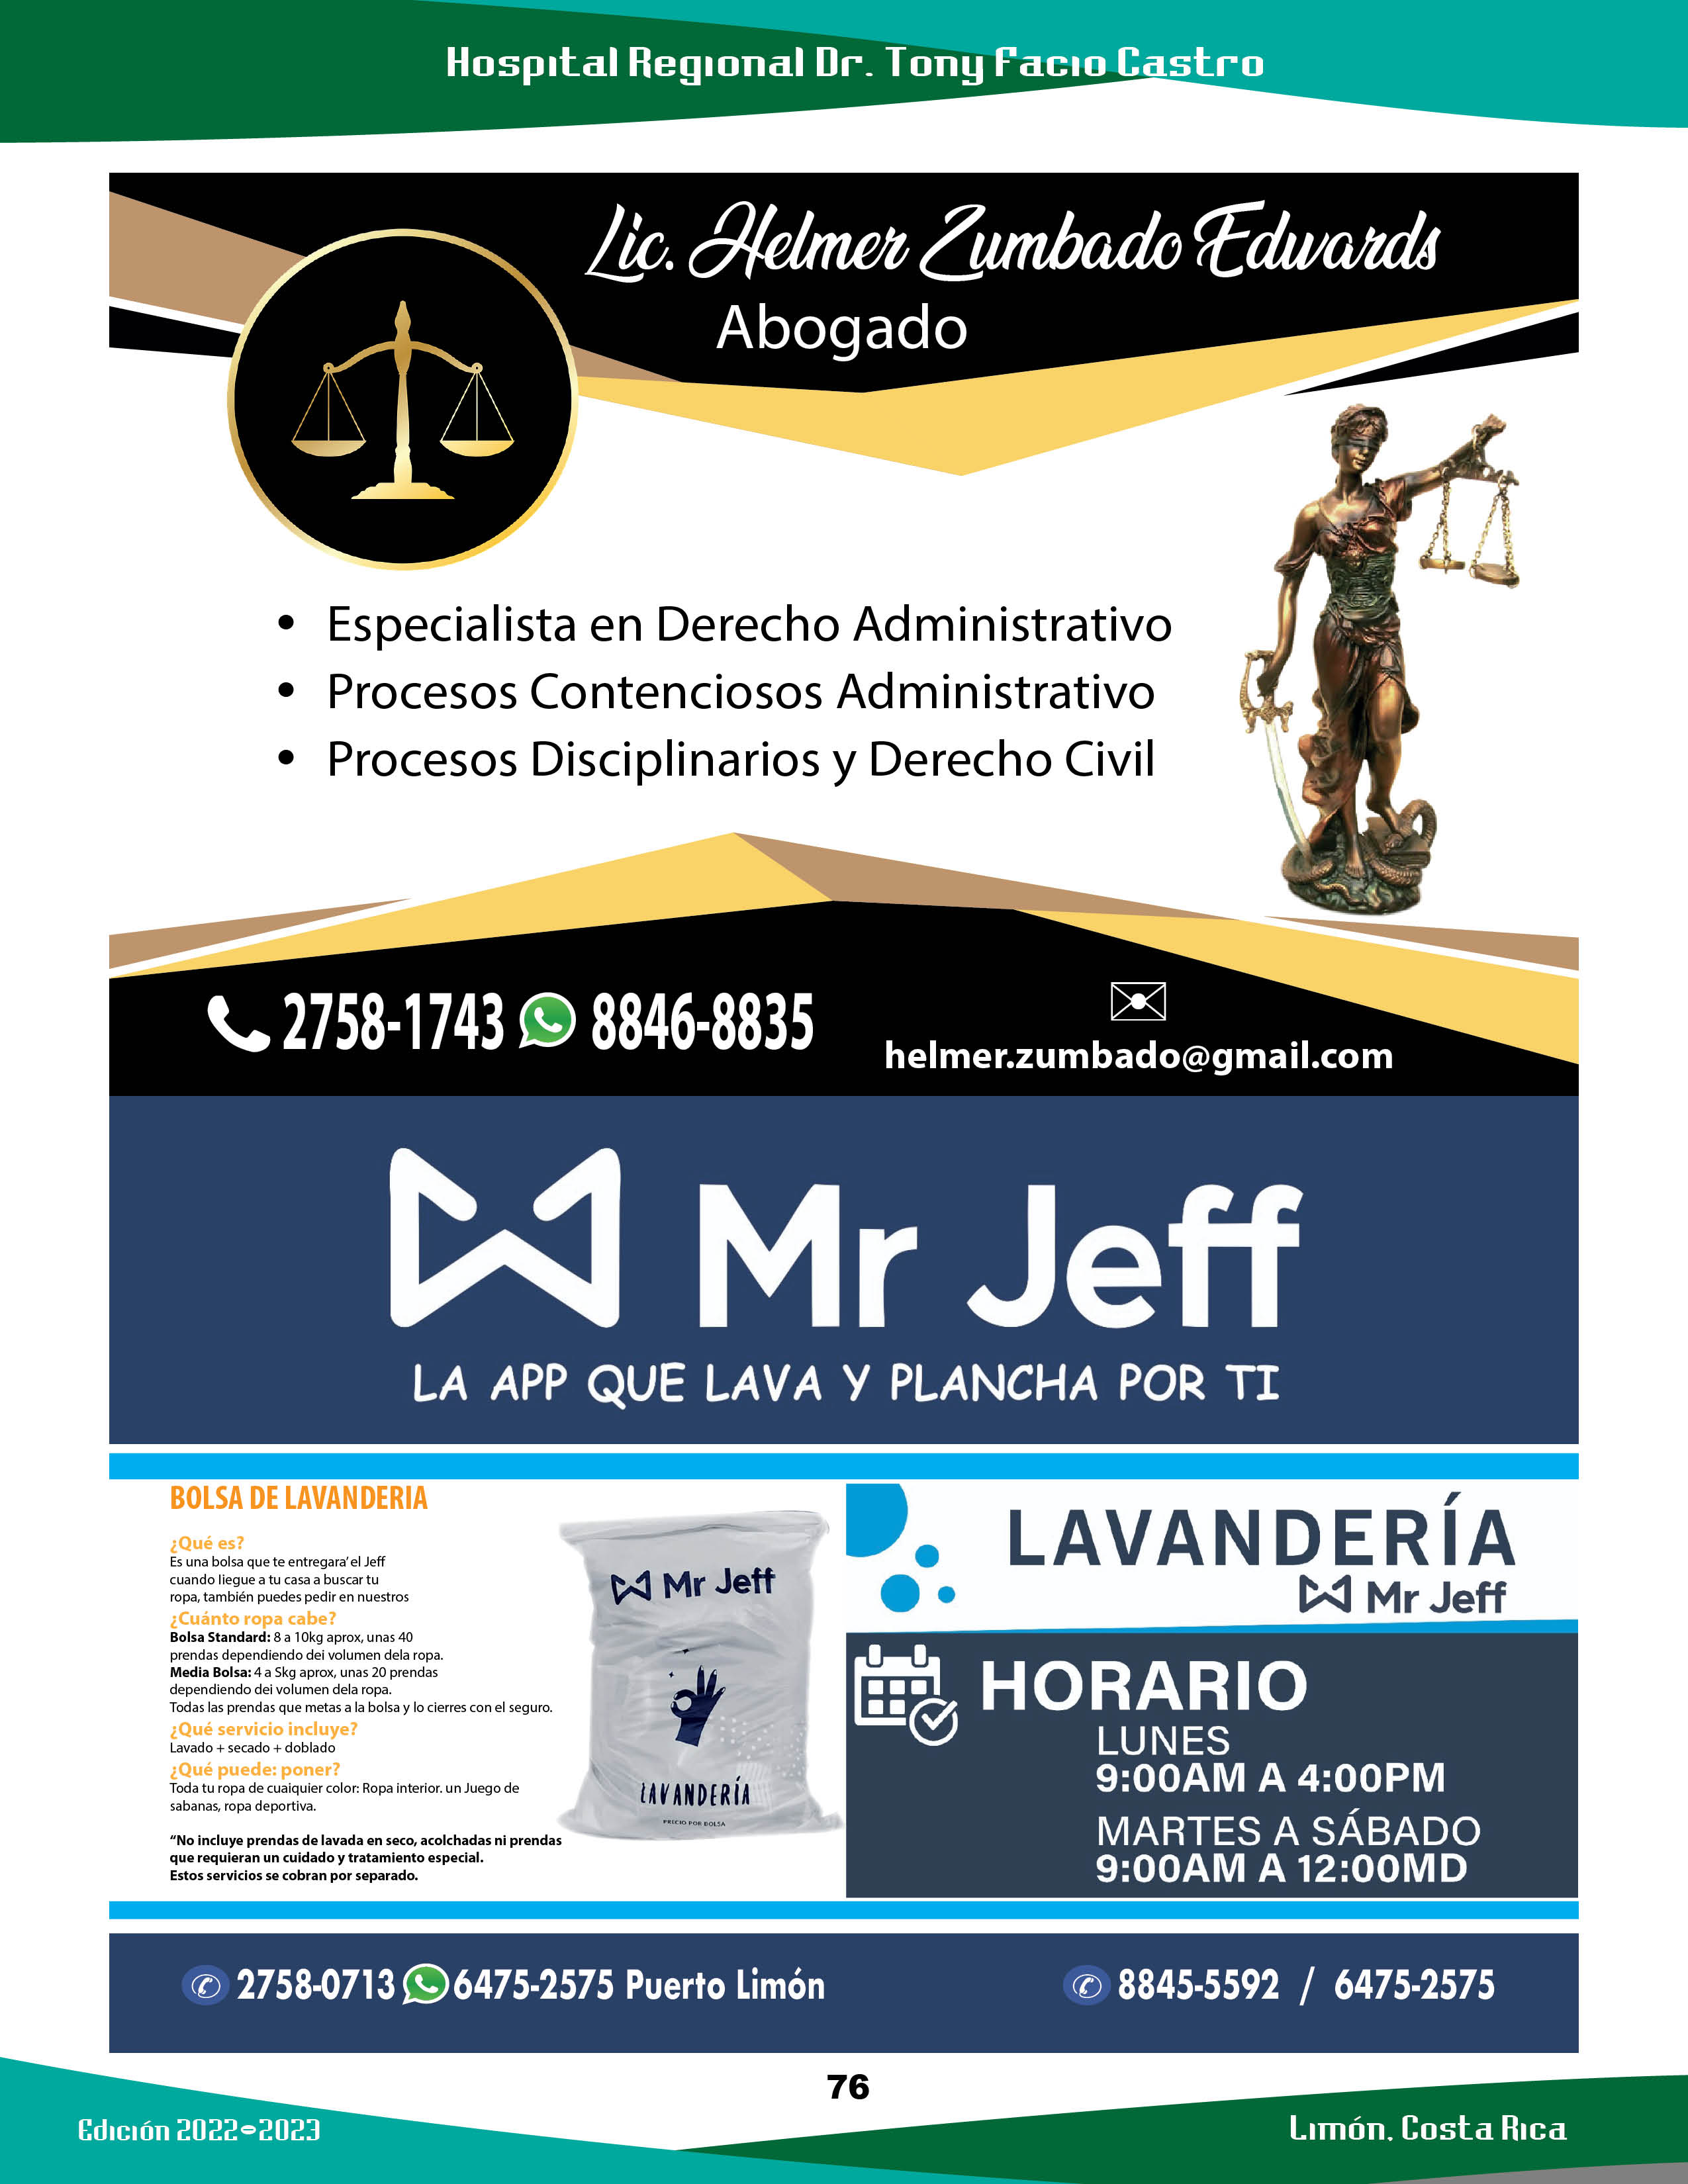 Hospital Regional Dr. Tony Facio Castro
Lic. Helmer Zumbado Edwards
Abogado
• Especialista en Derecho Administrativo
• Procesos Contenciosos Administrativo
• Procesos Disciplinarios y Derecho Civil
2758-1743 8846-8835
helmer.zumbado@gmail.com
Mr Jeff
LA APP QUE LAVA Y PLANCHA POR TI
BOLSA DE LAVANDERIA
¿Qué es?
Es una bolsa que te entregara' el Jeff
cuando liegue a tu casa a buscar tu
ropa, también puedes pedir en nuestros
¿Cuánto ropa cabe?
Bolsa Standard: 8 a 10kg aprox, unas 40
prendas dependiendo dei volumen dela ropa.
Media Bolsa: 4 a Skg aprox, unas 20 prendas
dependiendo dei volumen dela ropa.
Todas las prendas que metas a la bolsa y lo cierres con el seguro.
¿Qué servicio incluye?
Lavado + secado + doblado
¿Qué puede: poner?
Toda tu ropa de cuaiquier color: Ropa interior. un Juego de
sabanas, ropa deportiva.
“No incluye prendas de lavada en seco, acolchadas ni prendas
que requieran un cuidado y tratamiento especial.
Estos servicios se cobran por separado.
Mr Jeff
LAVANDERÍA
PRECIO POR BOLSA
LAVANDERÍA
Mr Jeff
HORARIO
LUNES
9:00AM A 4:00PM
MARTES A SÁBADO
9:00AM A 12:00MD
2758-0713 6475-2575 Puerto Limón
8845-5592 / 6475-2575
76
Edición 2022-2023
Limón, Costa Rica